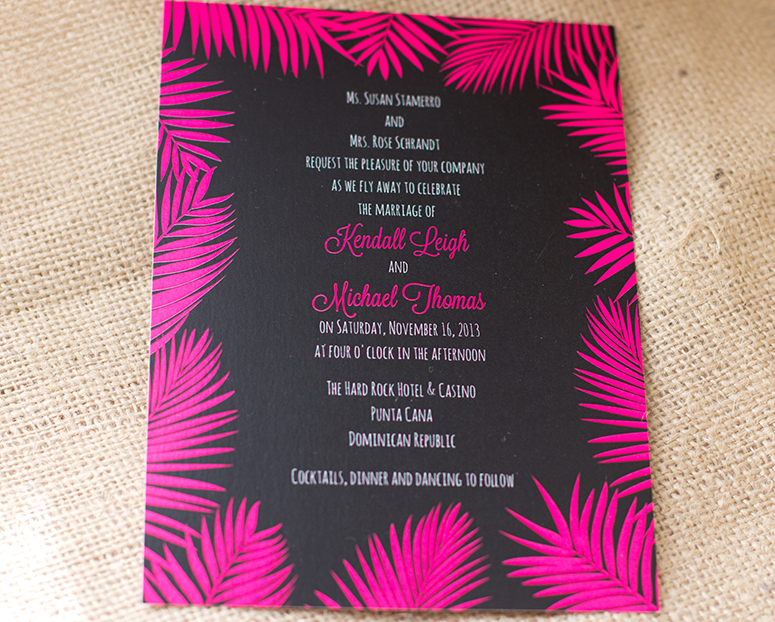 Ms. Susan Stamerro
and
Mrs. Rose Schrandt
request the pleasure of your company
as we fly away to celebrate
the marriage of
Kendall Leigh
and
Michael Thomas
on Saturday, November 16, 2013
at four o' clock in the afternoon
The Hard Rock Hotel & Casino
Punta Cana
Dominican Republic
Cocktails, dinner and dancing to follow